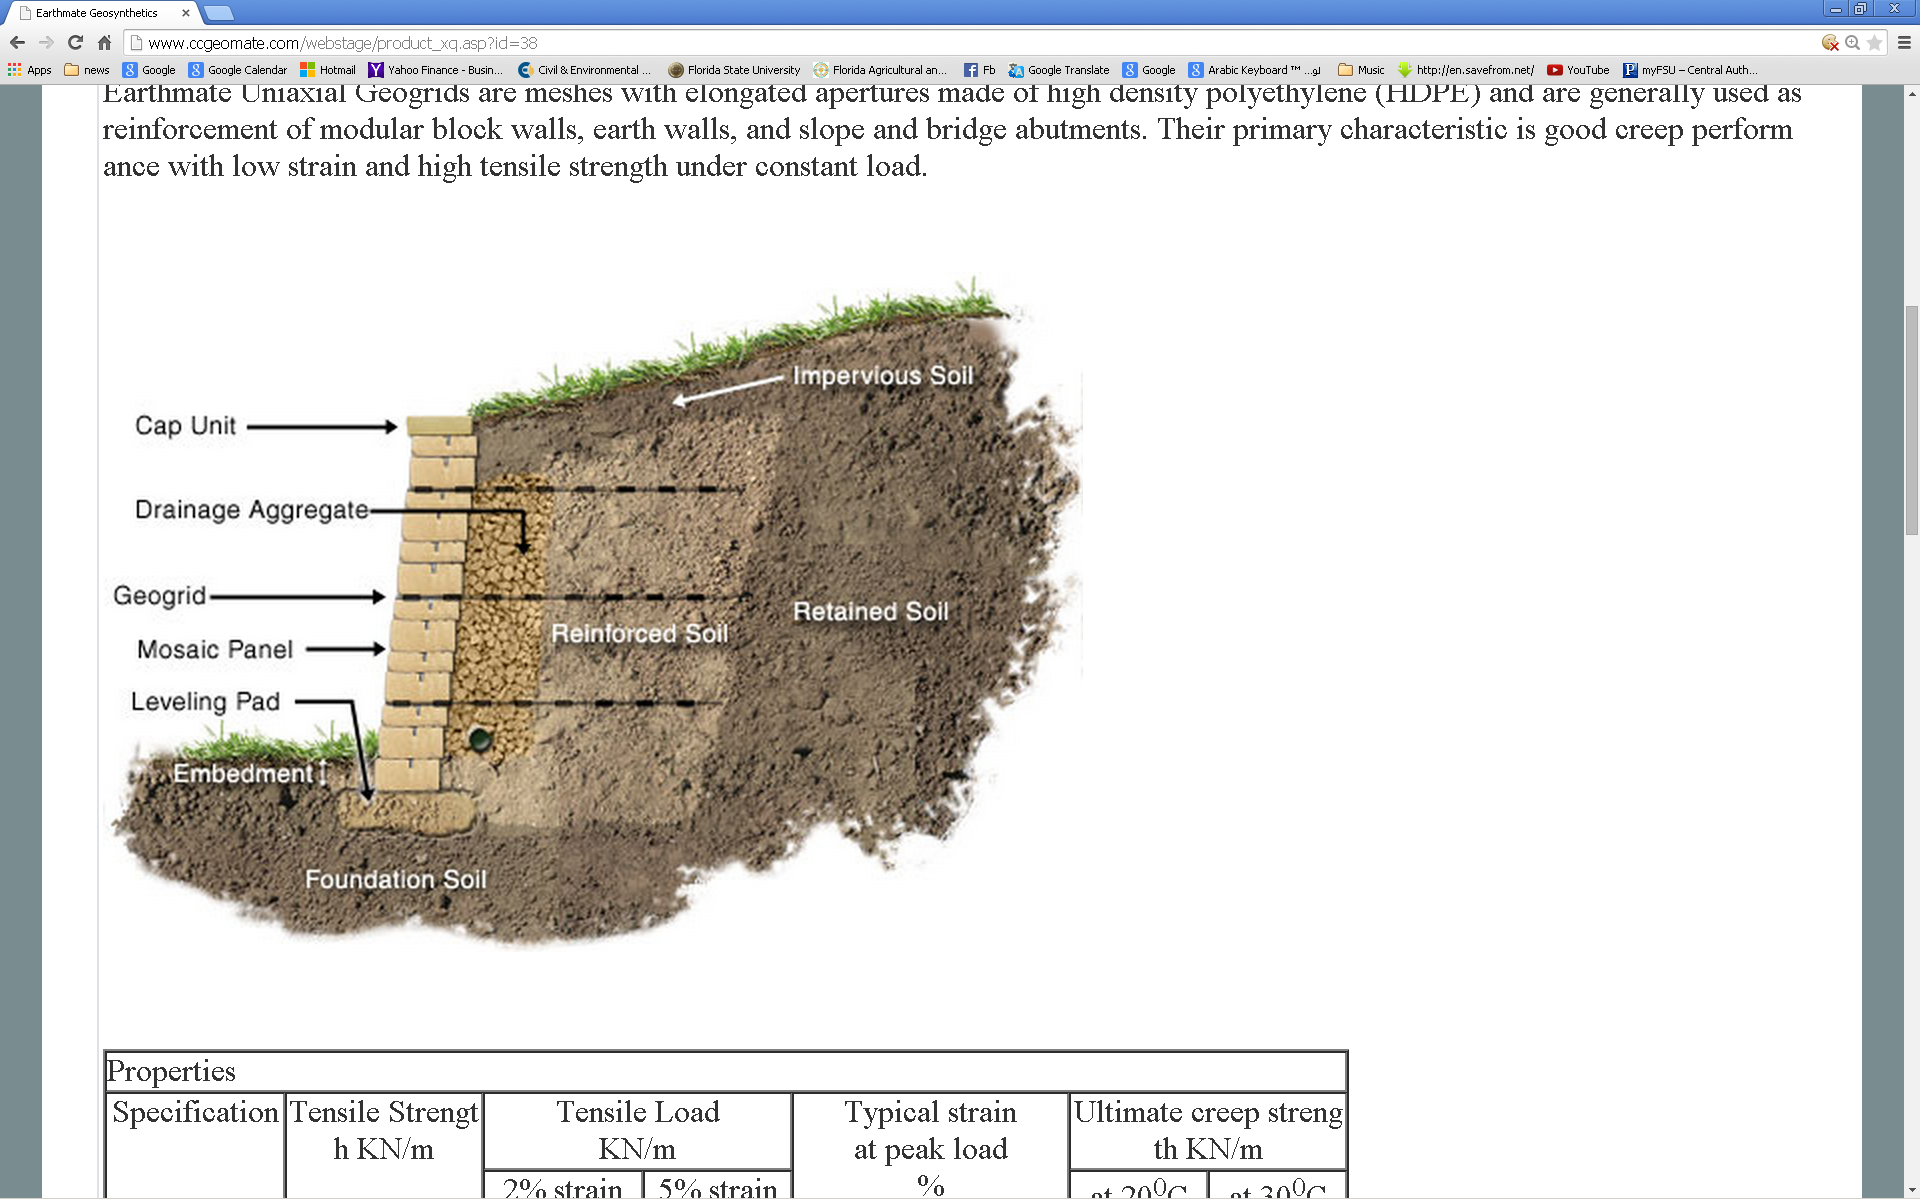 Earthmate Geosynthetics
www.ccgeomate.com/webstage/product_xq.asp?id=38
Apps news Google Google Calendar Hotmail Yahoo Finance - Busin... Civil & Environmental ... Florida State University Florida Agricultural an... Fb Google Translate Google Arabic Keyboard ™ ...لو Music http://en.savefrom.net/ YouTube myFSU – Central Auth...
Earthmate Uniaxial Geogrids are meshes with elongated apertures made of high density polyethylene (HDPE) and are generally used as
reinforcement of modular block walls, earth walls, and slope and bridge abutments. Their primary characteristic is good creep perform
ance with low strain and high tensile strength under constant load.
Impervious Soil
Cap Unit
Drainage Aggregate
Geogrid
Retained Soil
Reinforced Soil
Mosaic Panel
Leveling Pad
Embedment
Foundation Soil
Properties
Specification Tensile Strengt Tensile Load Typical strain Ultimate creep streng
h KN/m KN/m at peak load th KN/m
2% strain 5% strain % at 20⁰C at 30⁰C